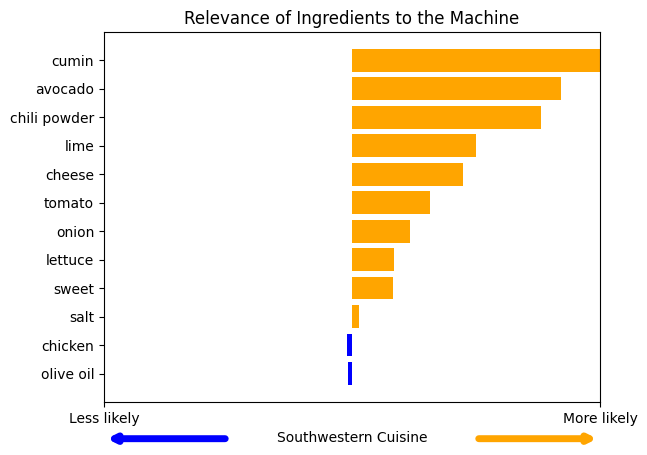 Relevance of Ingredients to the Machine
cumin
avocado
chili powder
lime
cheese
tomato
onion
lettuce
sweet
salt
chicken
olive oil
Less likely
More likely
Southwestern Cuisine